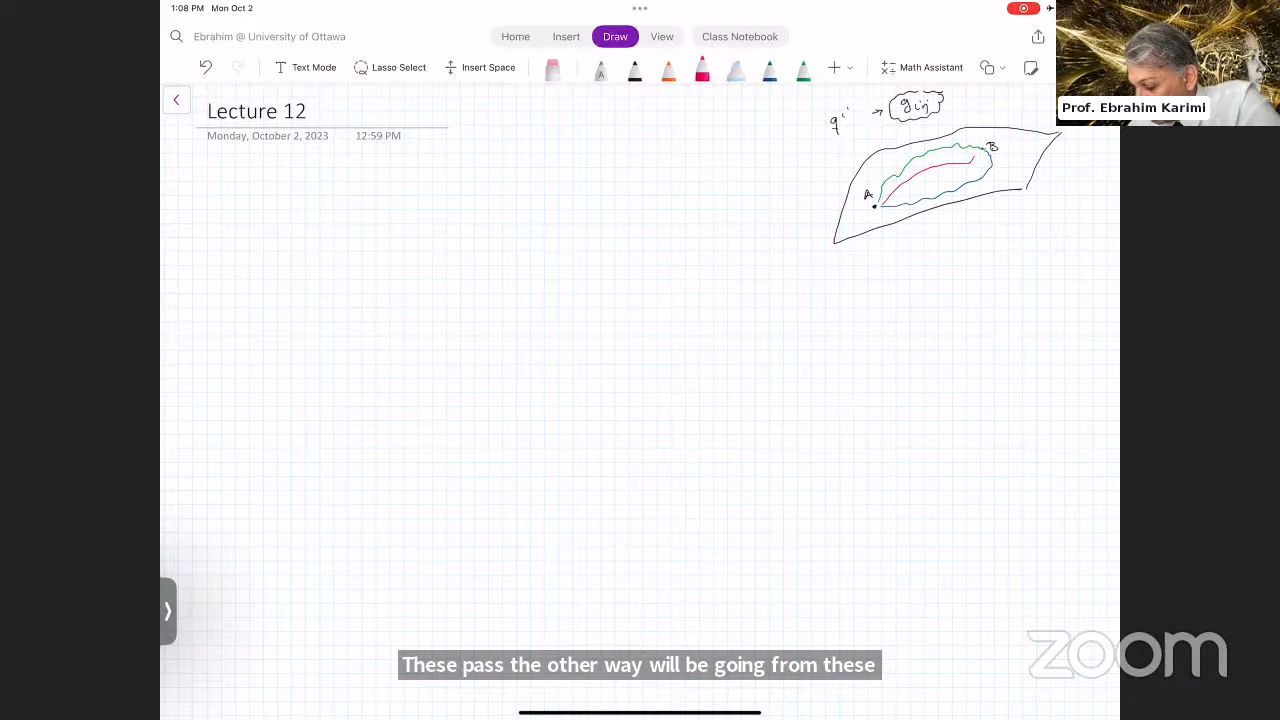 1:08 PM Mon Oct 2
Ebrahim @ University of Ottawa
Home Insert Draw View Class Notebook
Text Mode Lasso Select Insert Space A Math Assistant
Prof. Ebrahim Karimi
Lecture 12
Monday, October 2, 2023 12:59 PM
q^i → g_ij
B
A
zoom
These pass the other way will be going from these